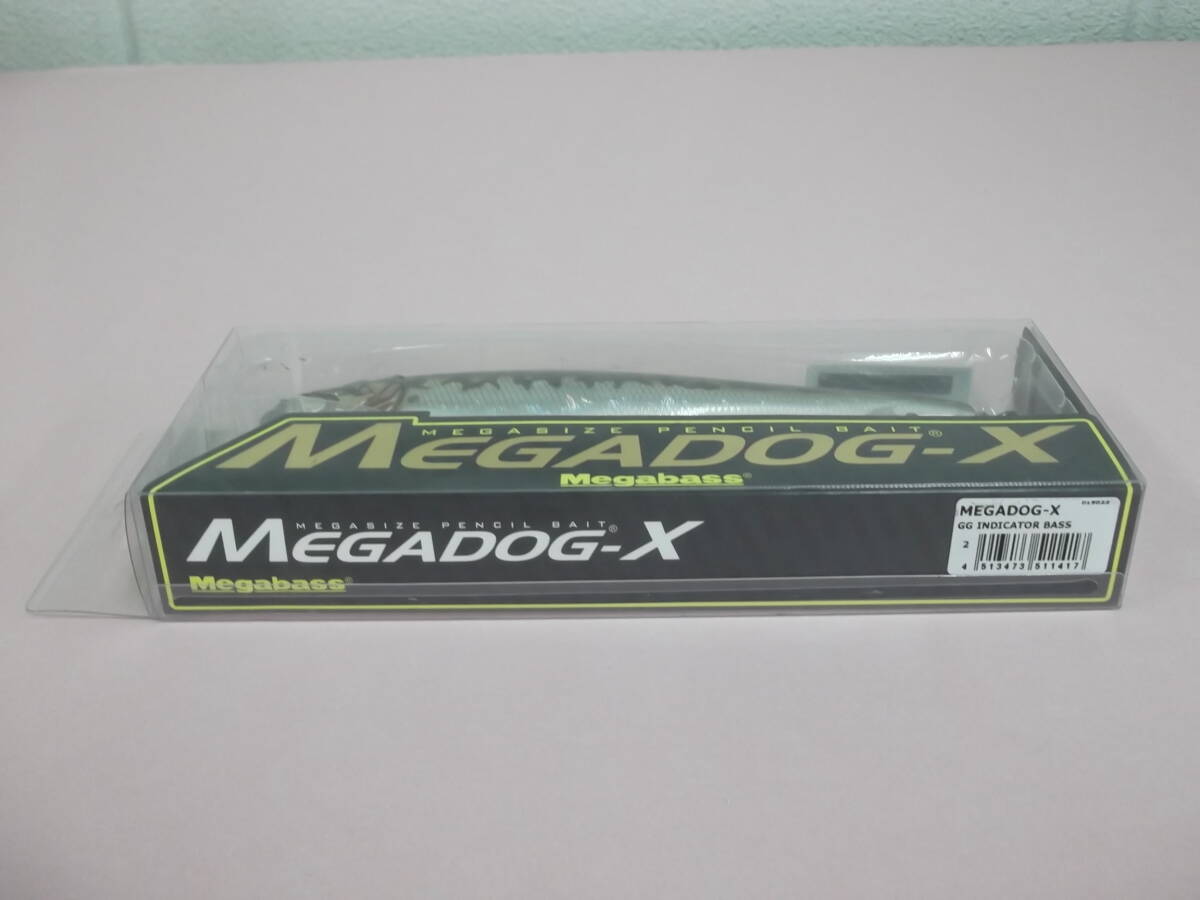 MEGASIZE PENCIL BAIT
MEGADOG-X®
Megabass®
MEGASIZE PENCIL BAIT
MEGADOG-X®
Megabass®
MEGADOG-X
GG INDICATOR BASS
2
4 513473 511417